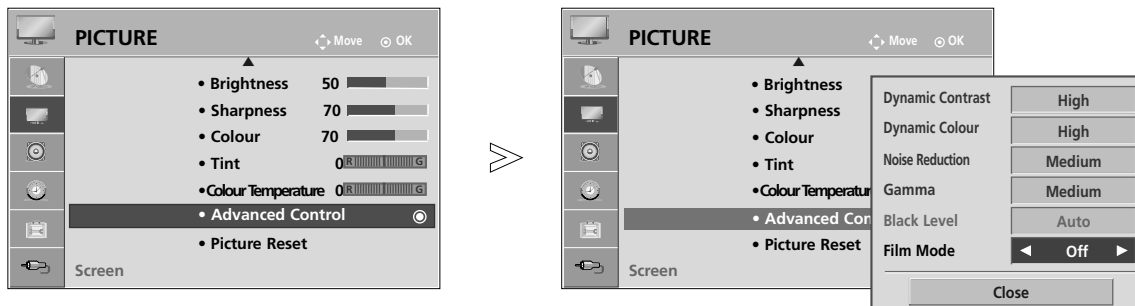 PICTURE
Move OK
• Brightness 50
• Sharpness 70
• Colour 70
• Tint 0 R G
• Colour Temperature 0 R G
• Advanced Control
• Picture Reset
Screen
PICTURE
Move OK
• Brightness
• Sharpness
• Colour
• Tint
• Colour Temperatur
• Advanced Con
• Picture Reset
Screen
Dynamic Contrast High
Dynamic Colour High
Noise Reduction Medium
Gamma Medium
Black Level Auto
Film Mode ◄ Off ►
Close